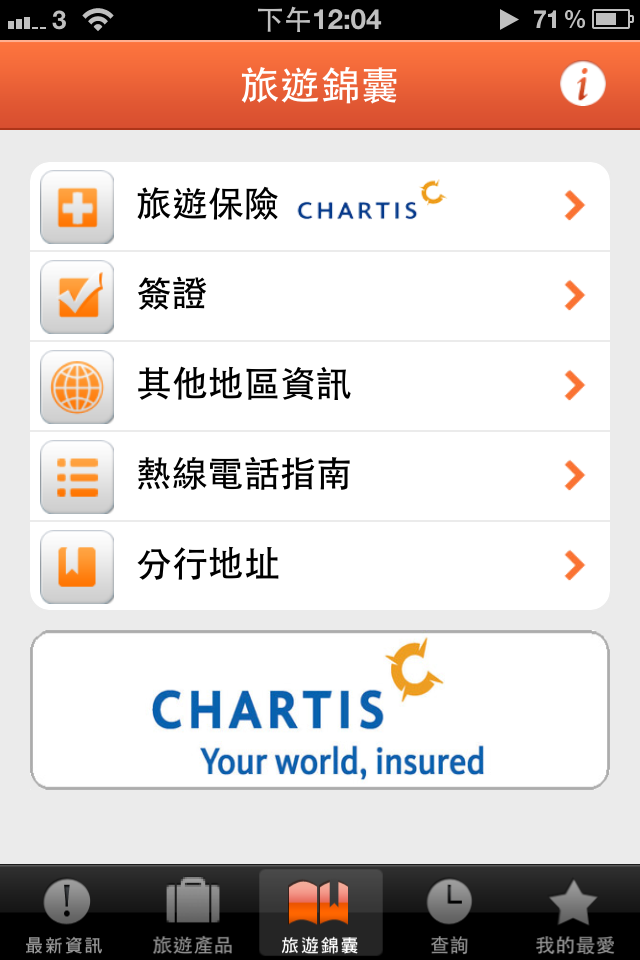 3 下午12:04 71%
旅遊錦囊
i
旅遊保險 CHARTIS
簽證
其他地區資訊
熱線電話指南
分行地址
CHARTIS
Your world, insured
最新資訊 旅遊產品 旅遊錦囊 查詢 我的最愛